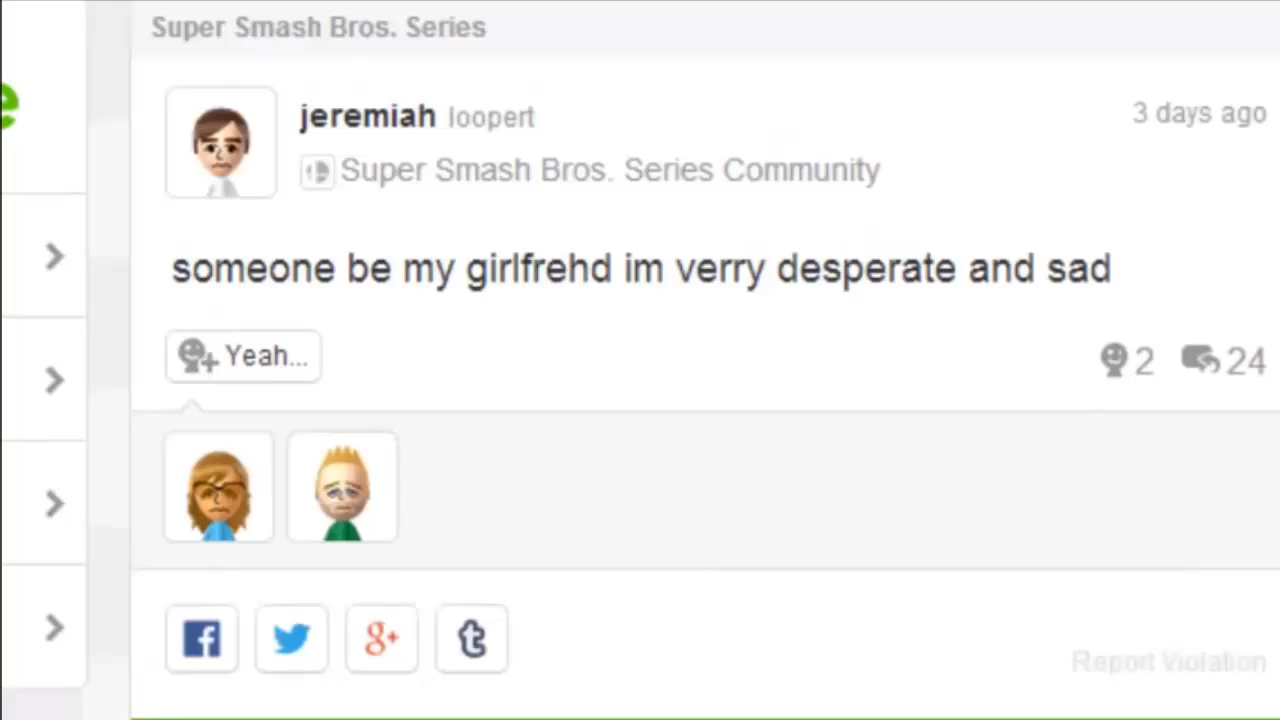 Super Smash Bros. Series
e
jeremiah loopert
3 days ago
Super Smash Bros. Series Community
someone be my girlfrehd im verry desperate and sad
Yeah...
2 24
f
g+
t
Report Violation